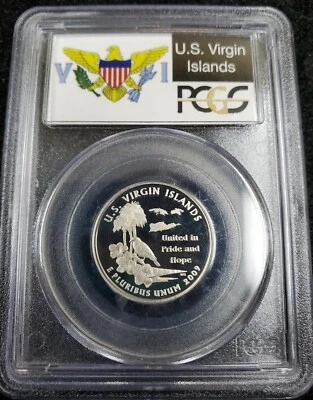 U.S. Virgin
Islands
V I
PCGS
U.S. VIRGIN ISLANDS
United in
Pride and
Hope
E PLURIBUS UNUM 2009